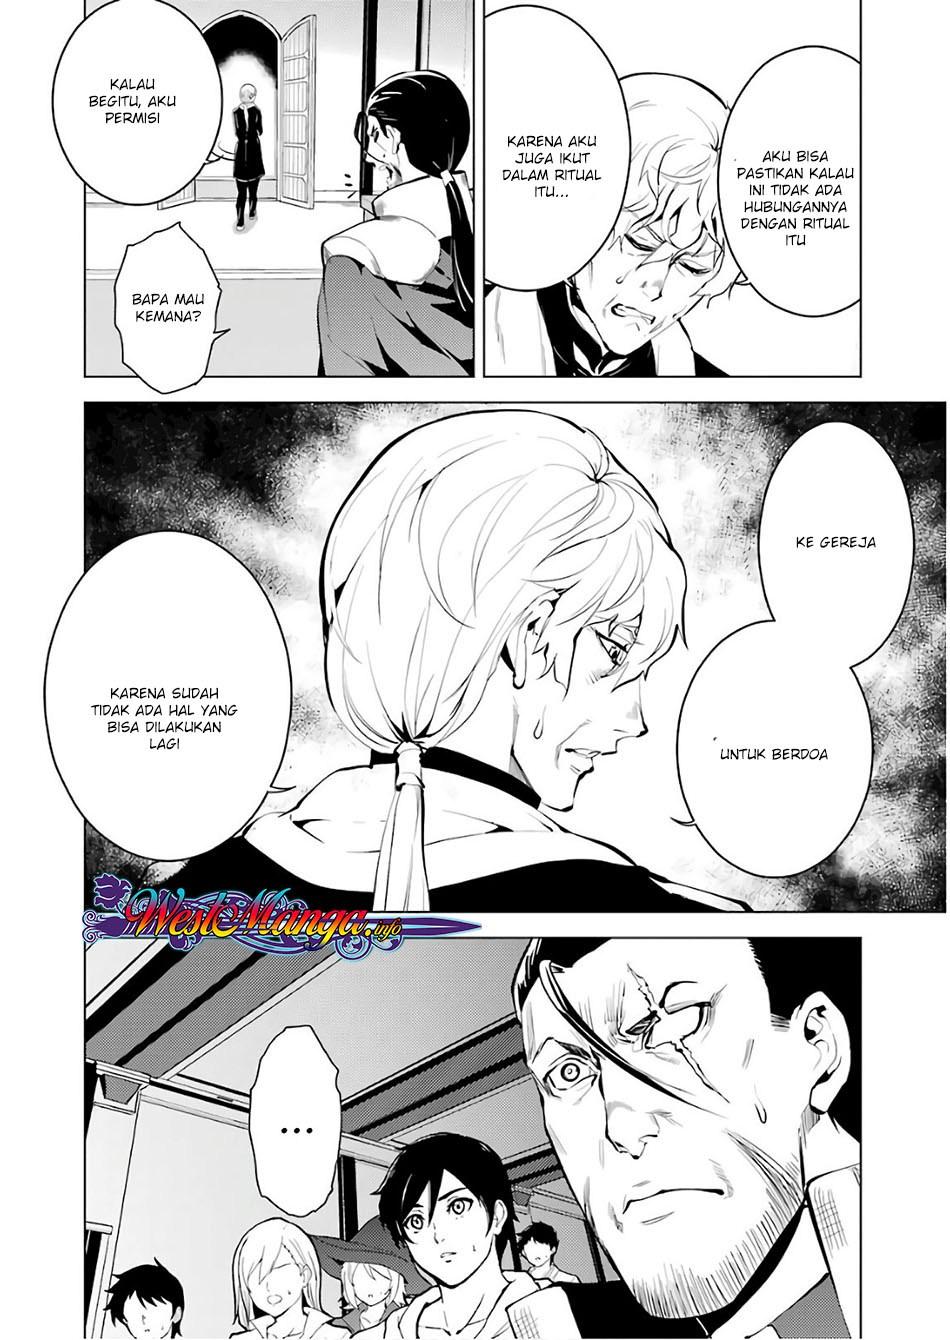 AKU BISA
PASTIKAN KALAU
INI TIDAK ADA
HUBUNGANNYA
DENGAN RITUAL
ITU
KARENA AKU
JUGA IKUT
DALAM RITUAL
ITU...
KALAU
BEGITU, AKU
PERMISI
BAPA MAU
KEMANA?
KE GEREJA
UNTUK BERDOA
KARENA SUDAH
TIDAK ADA HAL YANG
BISA DILAKUKAN
LAGI
WestManga.info
...